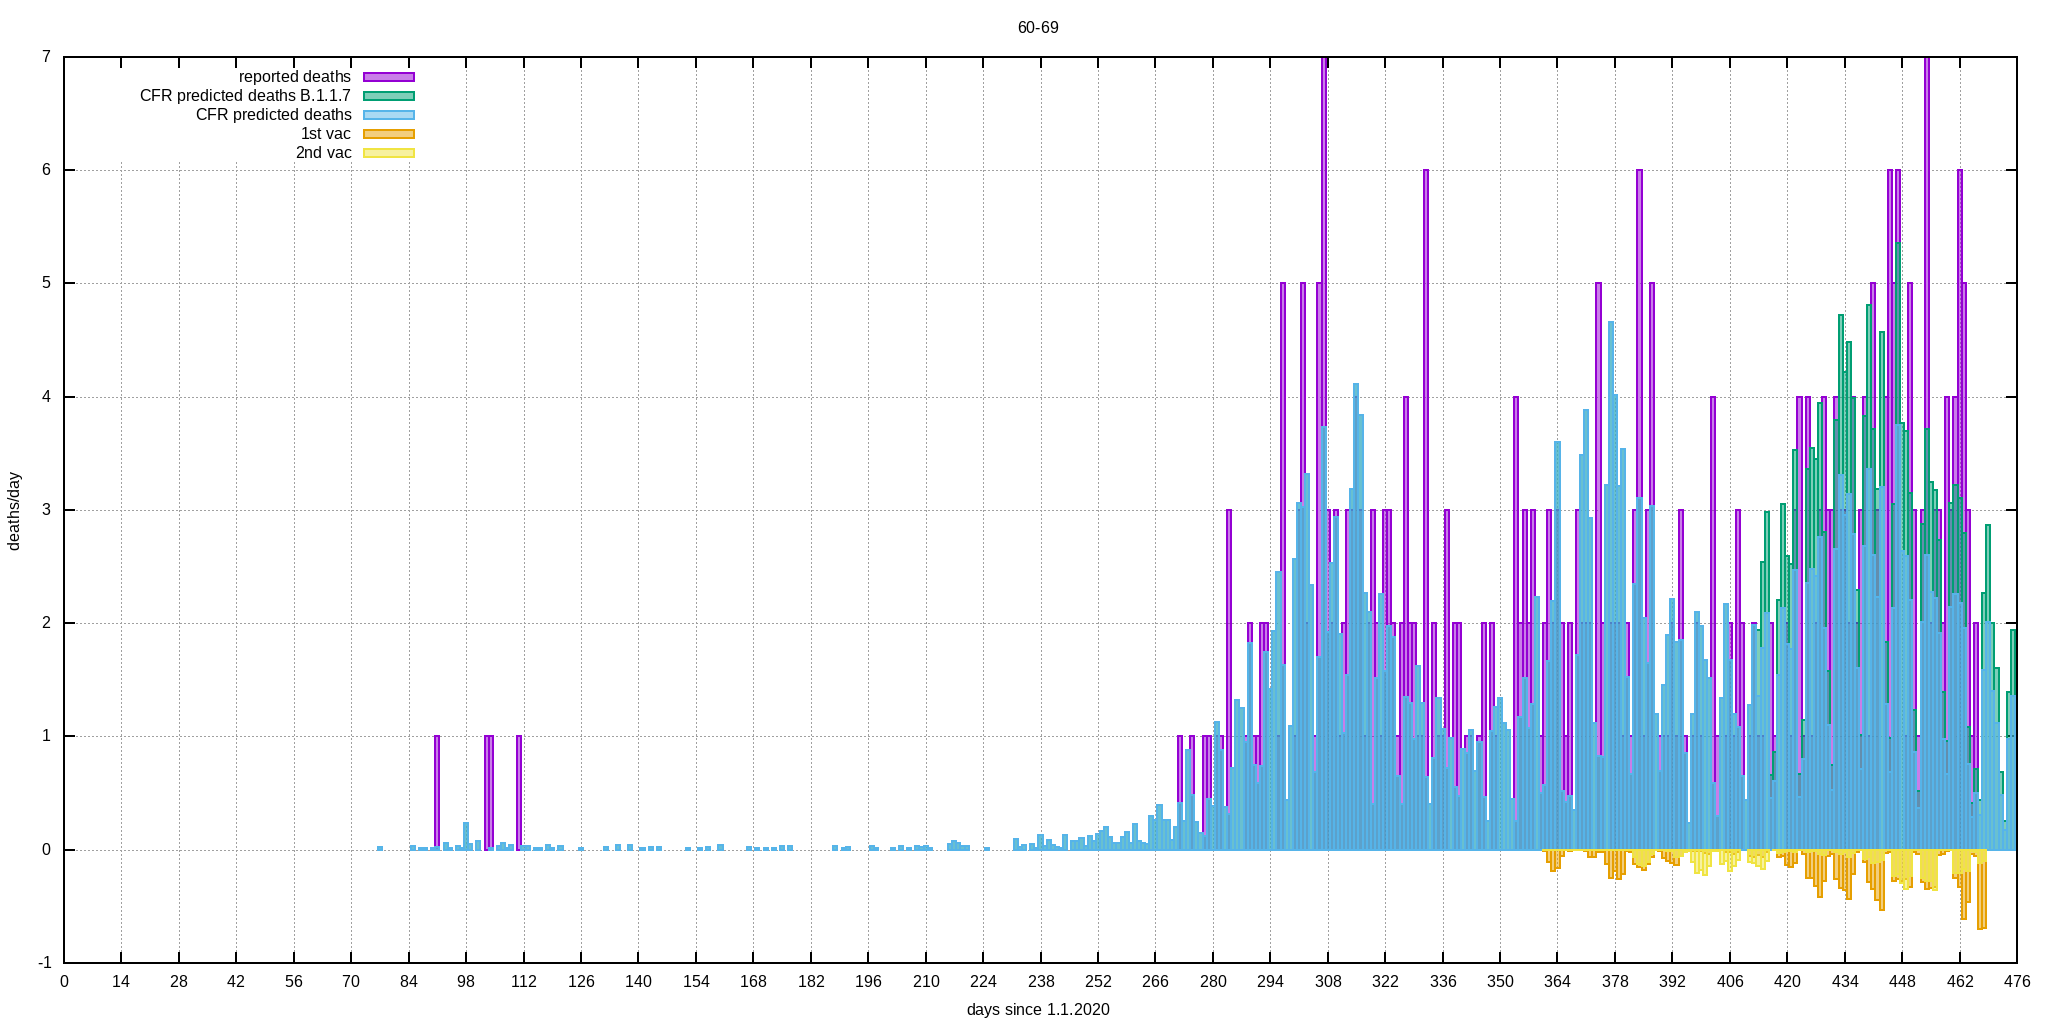 60-69
reported deaths
CFR predicted deaths B.1.1.7
CFR predicted deaths
1st vac
2nd vac
7
6
5
4
3
2
1
0
-1
deaths/day
0 14 28 42 56 70 84 98 112 126 140 154 168 182 196 210 224 238 252 266 280 294 308 322 336 350 364 378 392 406 420 434 448 462 476
days since 1.1.2020